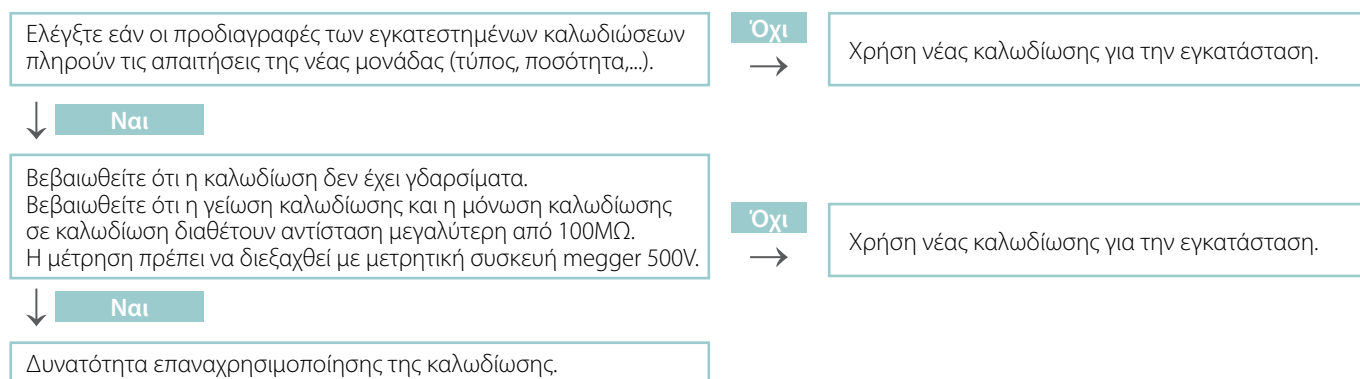 Ελέγξτε εάν οι προδιαγραφές των εγκατεστημένων καλωδιώσεων
πληρούν τις απαιτήσεις της νέας μονάδας (τύπος, ποσότητα,...).
Όχι
→
Χρήση νέας καλωδίωσης για την εγκατάσταση.
↓ Ναι
Βεβαιωθείτε ότι η καλωδίωση δεν έχει γδαρσίματα.
Βεβαιωθείτε ότι η γείωση καλωδίωσης και η μόνωση καλωδίωσης
σε καλωδίωση διαθέτουν αντίσταση μεγαλύτερη από 100MΩ.
Η μέτρηση πρέπει να διεξαχθεί με μετρητική συσκευή megger 500V.
Όχι
→
Χρήση νέας καλωδίωσης για την εγκατάσταση.
↓ Ναι
Δυνατότητα επαναχρησιμοποίησης της καλωδίωσης.